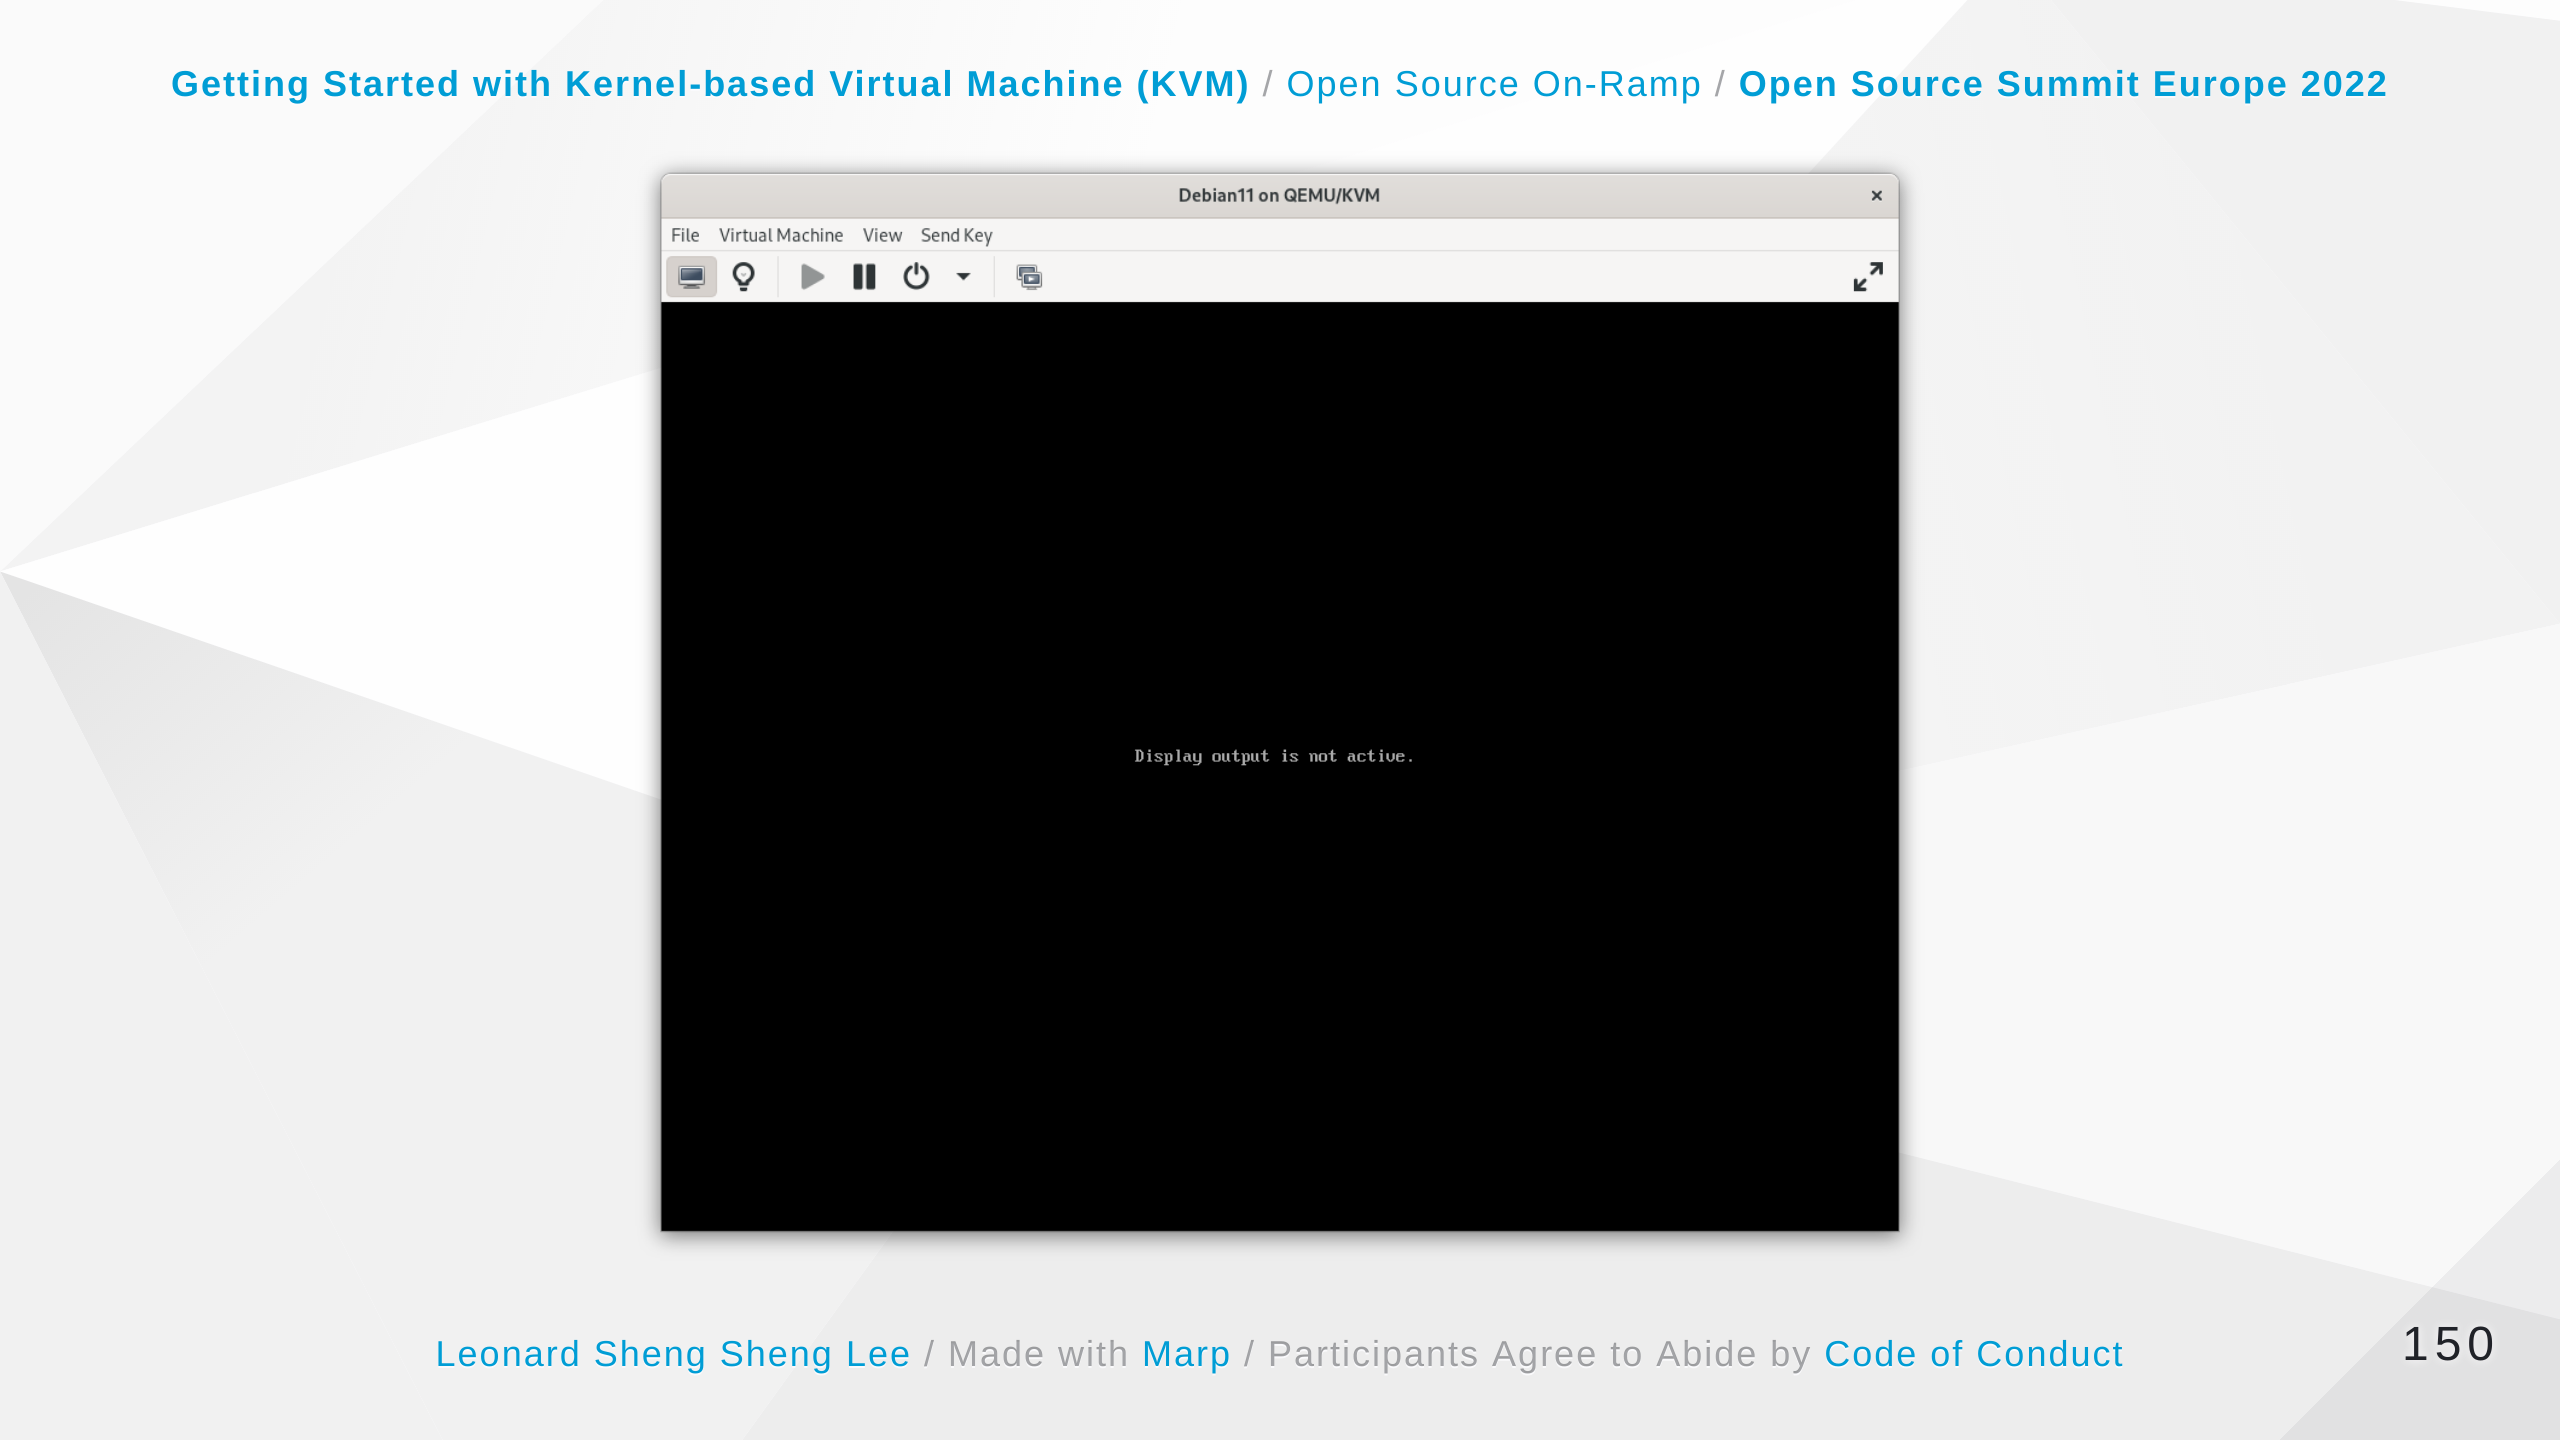 Getting Started with Kernel-based Virtual Machine (KVM) / Open Source On-Ramp / Open Source Summit Europe 2022
Debian11 on QEMU/KVM
File Virtual Machine View Send Key
Display output is not active.
Leonard Sheng Sheng Lee / Made with Marp / Participants Agree to Abide by Code of Conduct
150